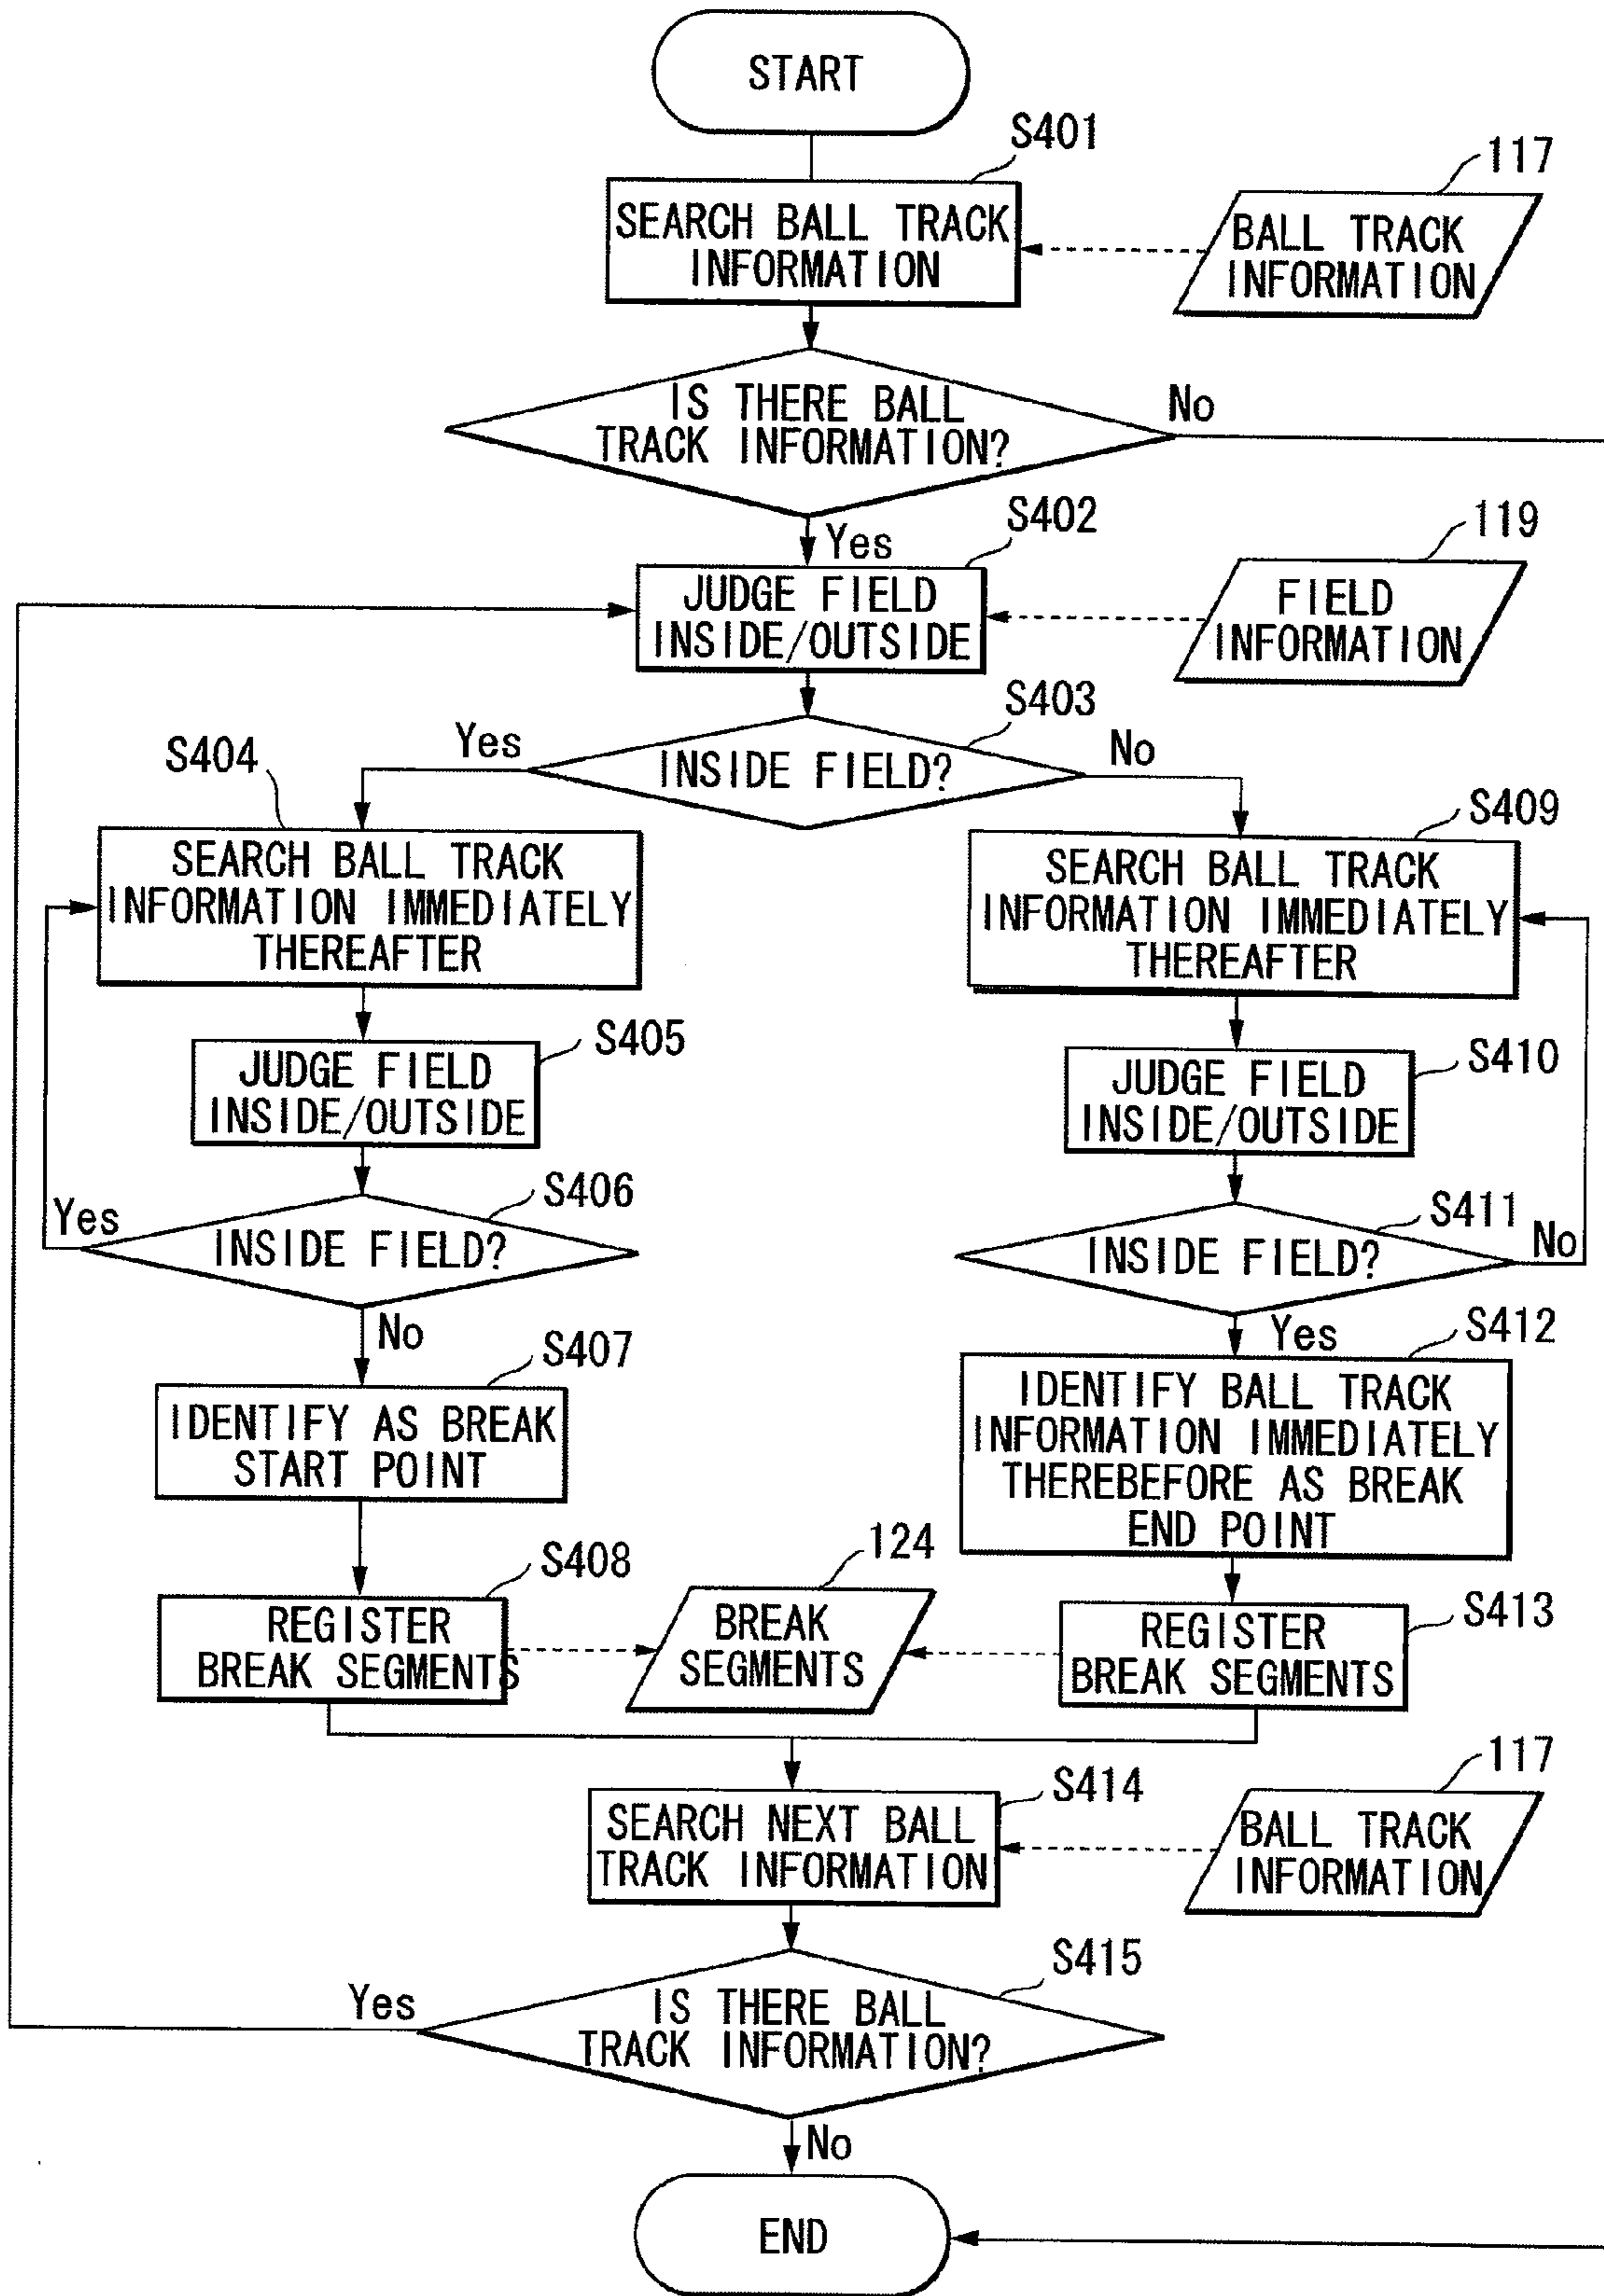 START
S401
SEARCH BALL TRACK
INFORMATION
117
BALL TRACK
INFORMATION
IS THERE BALL
TRACK INFORMATION?
No
Yes
S402
JUDGE FIELD
INSIDE/OUTSIDE
119
FIELD
INFORMATION
S403
INSIDE FIELD?
Yes
No
S404
SEARCH BALL TRACK
INFORMATION IMMEDIATELY
THEREAFTER
S409
SEARCH BALL TRACK
INFORMATION IMMEDIATELY
THEREAFTER
S405
JUDGE FIELD
INSIDE/OUTSIDE
S410
JUDGE FIELD
INSIDE/OUTSIDE
S406
Yes
INSIDE FIELD?
No
S411
INSIDE FIELD?
No
Yes
S407
IDENTIFY AS BREAK
START POINT
S412
IDENTIFY BALL TRACK
INFORMATION IMMEDIATELY
THEREBEFORE AS BREAK
END POINT
S408
REGISTER
BREAK SEGMENTS
124
BREAK
SEGMENTS
S413
REGISTER
BREAK SEGMENTS
S414
SEARCH NEXT BALL
TRACK INFORMATION
117
BALL TRACK
INFORMATION
S415
Yes
IS THERE BALL
TRACK INFORMATION?
No
END